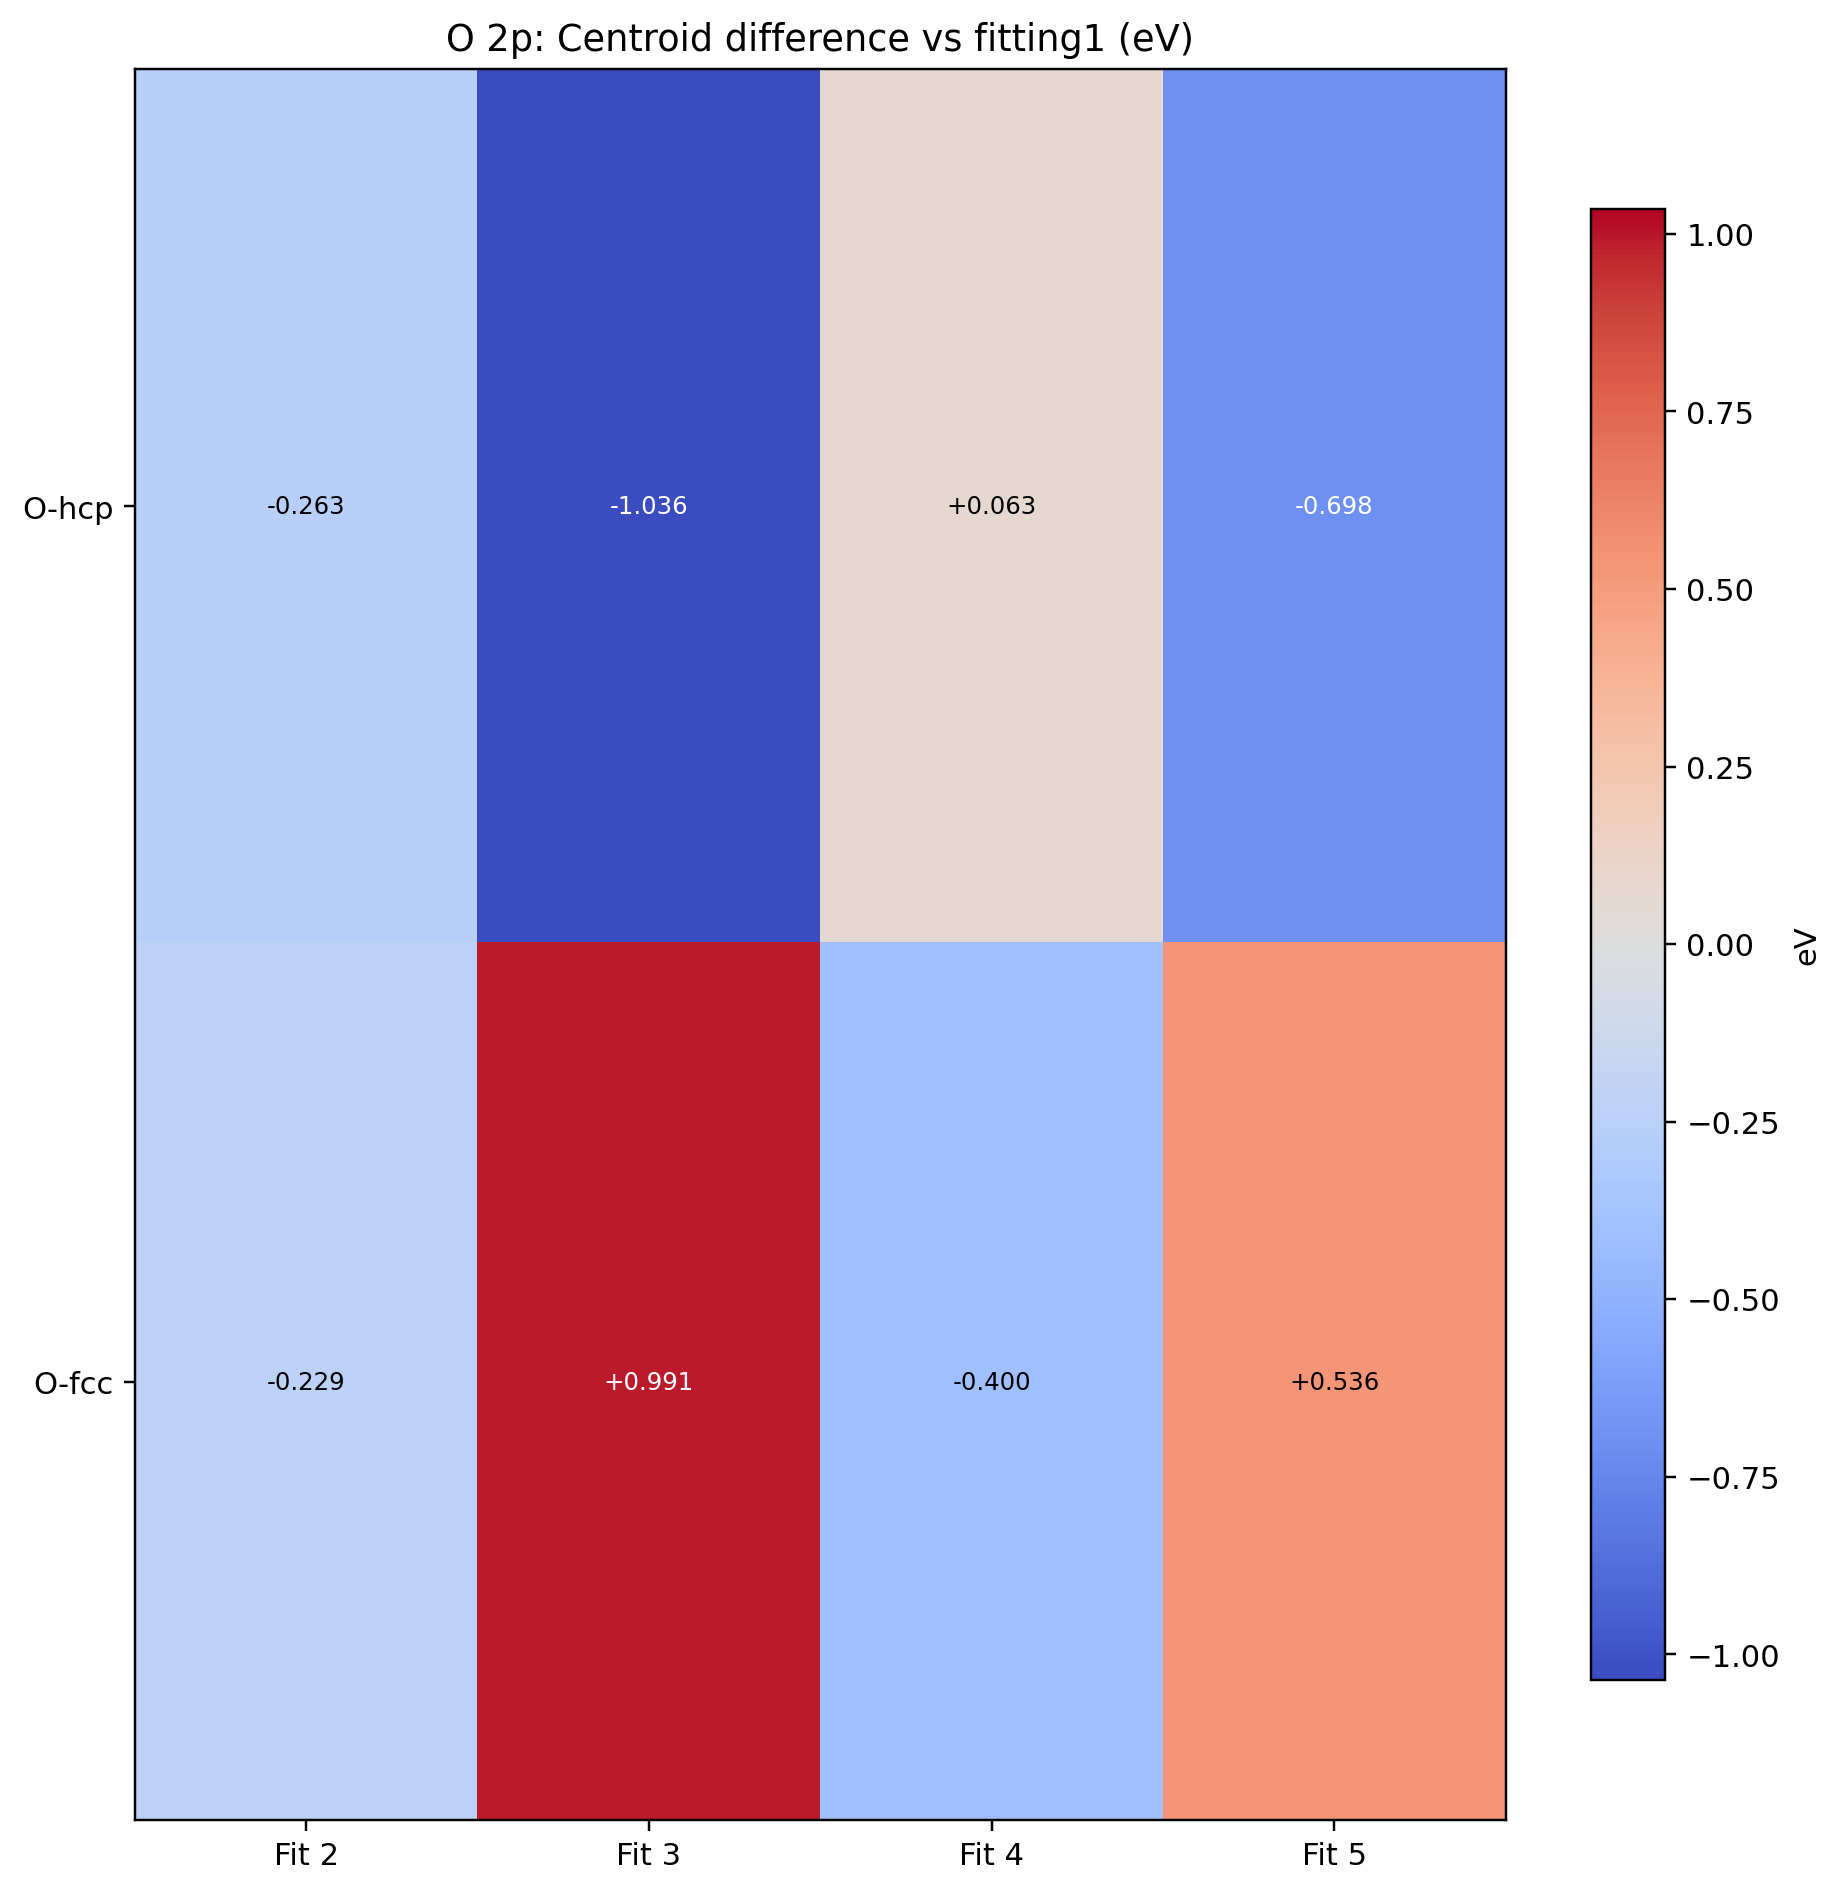 O 2p: Centroid difference vs fitting1 (eV)
O-hcp
-0.263
-1.036
+0.063
-0.698
O-fcc
-0.229
+0.991
-0.400
+0.536
Fit 2
Fit 3
Fit 4
Fit 5
1.00
0.75
0.50
0.25
0.00
−0.25
−0.50
−0.75
−1.00
eV